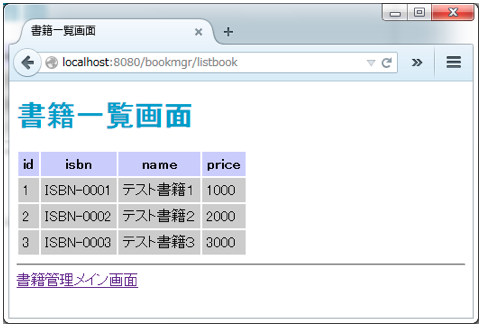 書籍一覧画面
localhost:8080/bookmgr/listbook
書籍一覧画面
id isbn name price
1 ISBN-0001 テスト書籍1 1000
2 ISBN-0002 テスト書籍2 2000
3 ISBN-0003 テスト書籍3 3000
書籍管理メイン画面